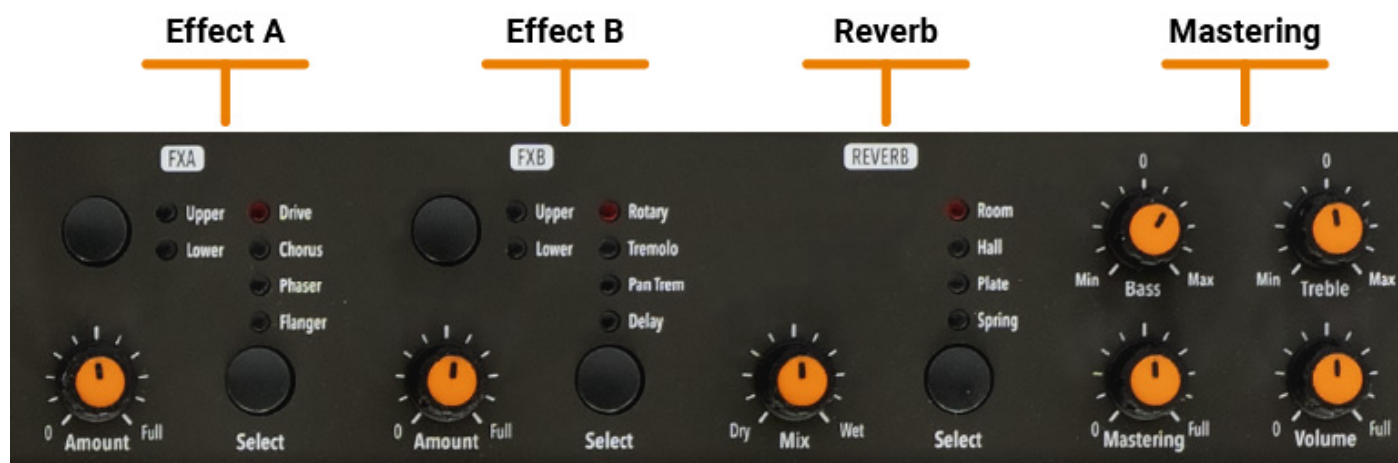 Effect A
Effect B
Reverb
Mastering
FXA
Upper
Lower
Drive
Chorus
Phaser
Flanger
0
Amount
Full
Select
FXB
Upper
Lower
Rotary
Tremolo
Pan Trem
Delay
0
Amount
Full
Select
REVERB
Room
Hall
Plate
Spring
Dry
Mix
Wet
Select
0
Min
Bass
Max
0
Min
Treble
Max
0
Mastering
Full
0
Volume
Full